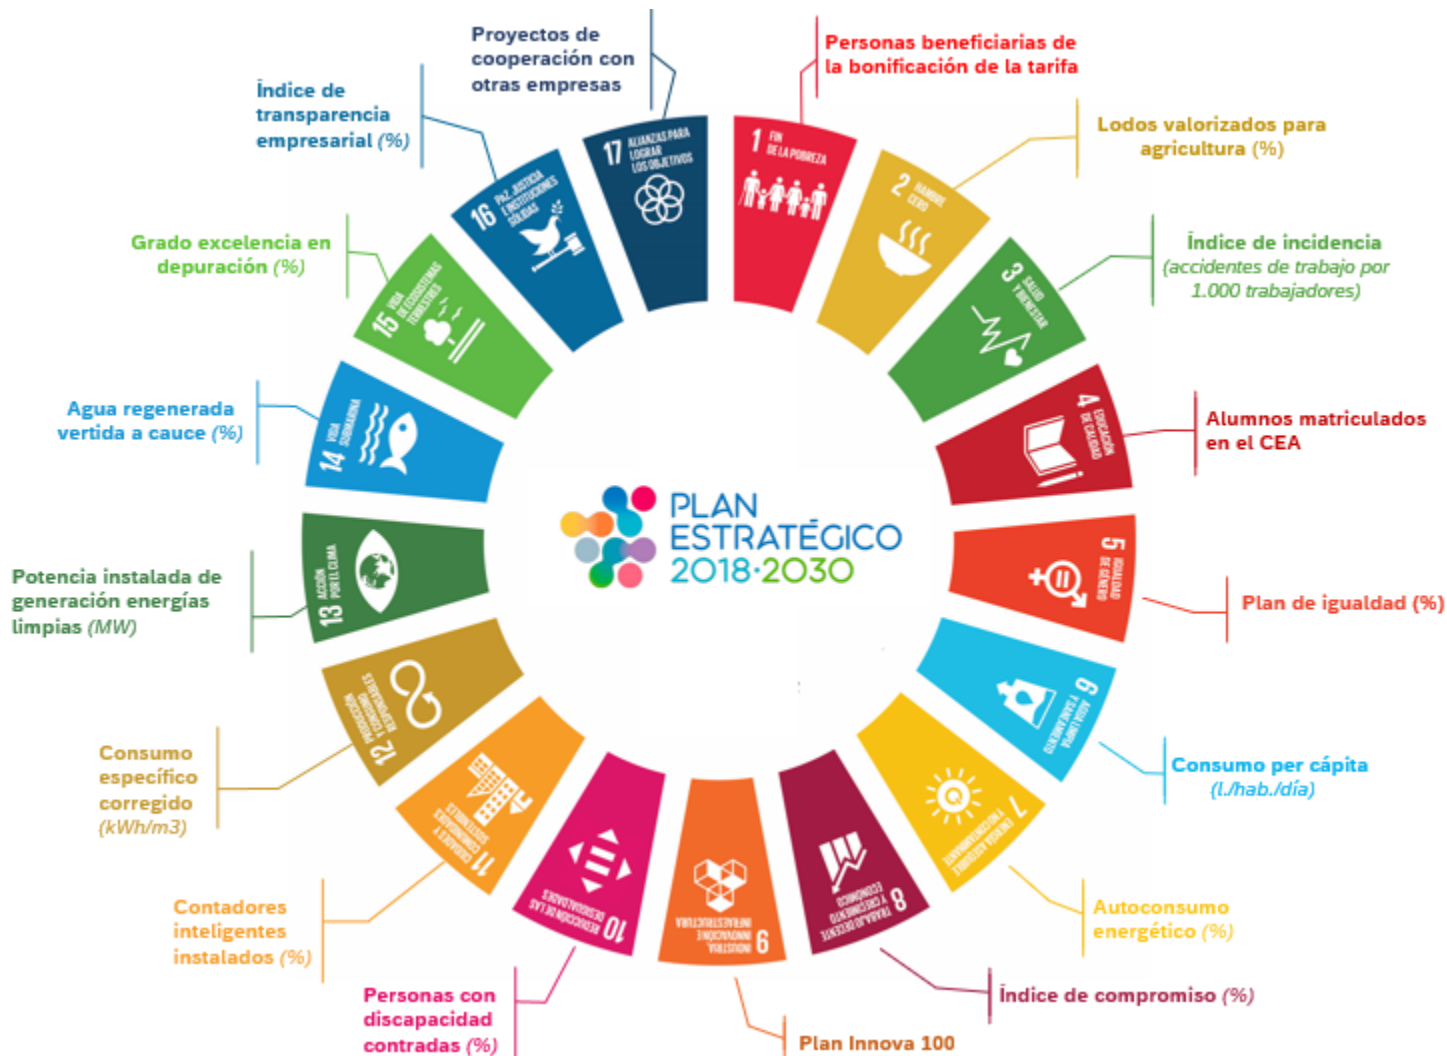 Proyectos de
cooperación con
otras empresas
Personas beneficiarias de
la bonificación de la tarifa
Índice de
transparencia
empresarial (%)
Lodos valorizados para
agricultura (%)
Grado excelencia en
depuración (%)
Índice de incidencia
(accidentes de trabajo por
1.000 trabajadores)
Agua regenerada
vertida a cauce (%)
Alumnos matriculados
en el CEA
Potencia instalada de
generación energías
limpias (MW)
Plan de igualdad (%)
Consumo
específico
corregido
(kWh/m3)
Consumo per cápita
(l./hab./día)
Contadores
inteligentes
instalados (%)
Autoconsumo
energético (%)
Personas con
discapacidad
contradas (%)
Índice de compromiso (%)
Plan Innova 100
1 FIN
DE LA POBREZA
2 HAMBRE
CERO
3 SALUD
Y BIENESTAR
4 EDUCACIÓN
DE CALIDAD
5 IGUALDAD
DE GÉNERO
6 AGUA LIMPIA
Y SANEAMIENTO
7 ENERGÍA ASEQUIBLE
Y NO CONTAMINANTE
8 TRABAJO DECENTE
Y CRECIMIENTO
ECONÓMICO
9 INDUSTRIA,
INNOVACIÓN E
INFRAESTRUCTURA
10 REDUCCIÓN DE LAS
DESIGUALDADES
11 CIUDADES Y
COMUNIDADES
SOSTENIBLES
12 PRODUCCIÓN
Y CONSUMO
RESPONSABLES
13 ACCIÓN
POR EL CLIMA
14 VIDA
SUBMARINA
15 VIDA
DE ECOSISTEMAS
TERRESTRES
16 PAZ, JUSTICIA
E INSTITUCIONES
SÓLIDAS
17 ALIANZAS PARA
LOGRAR
LOS OBJETIVOS
PLAN
ESTRATÉGICO
2018·2030